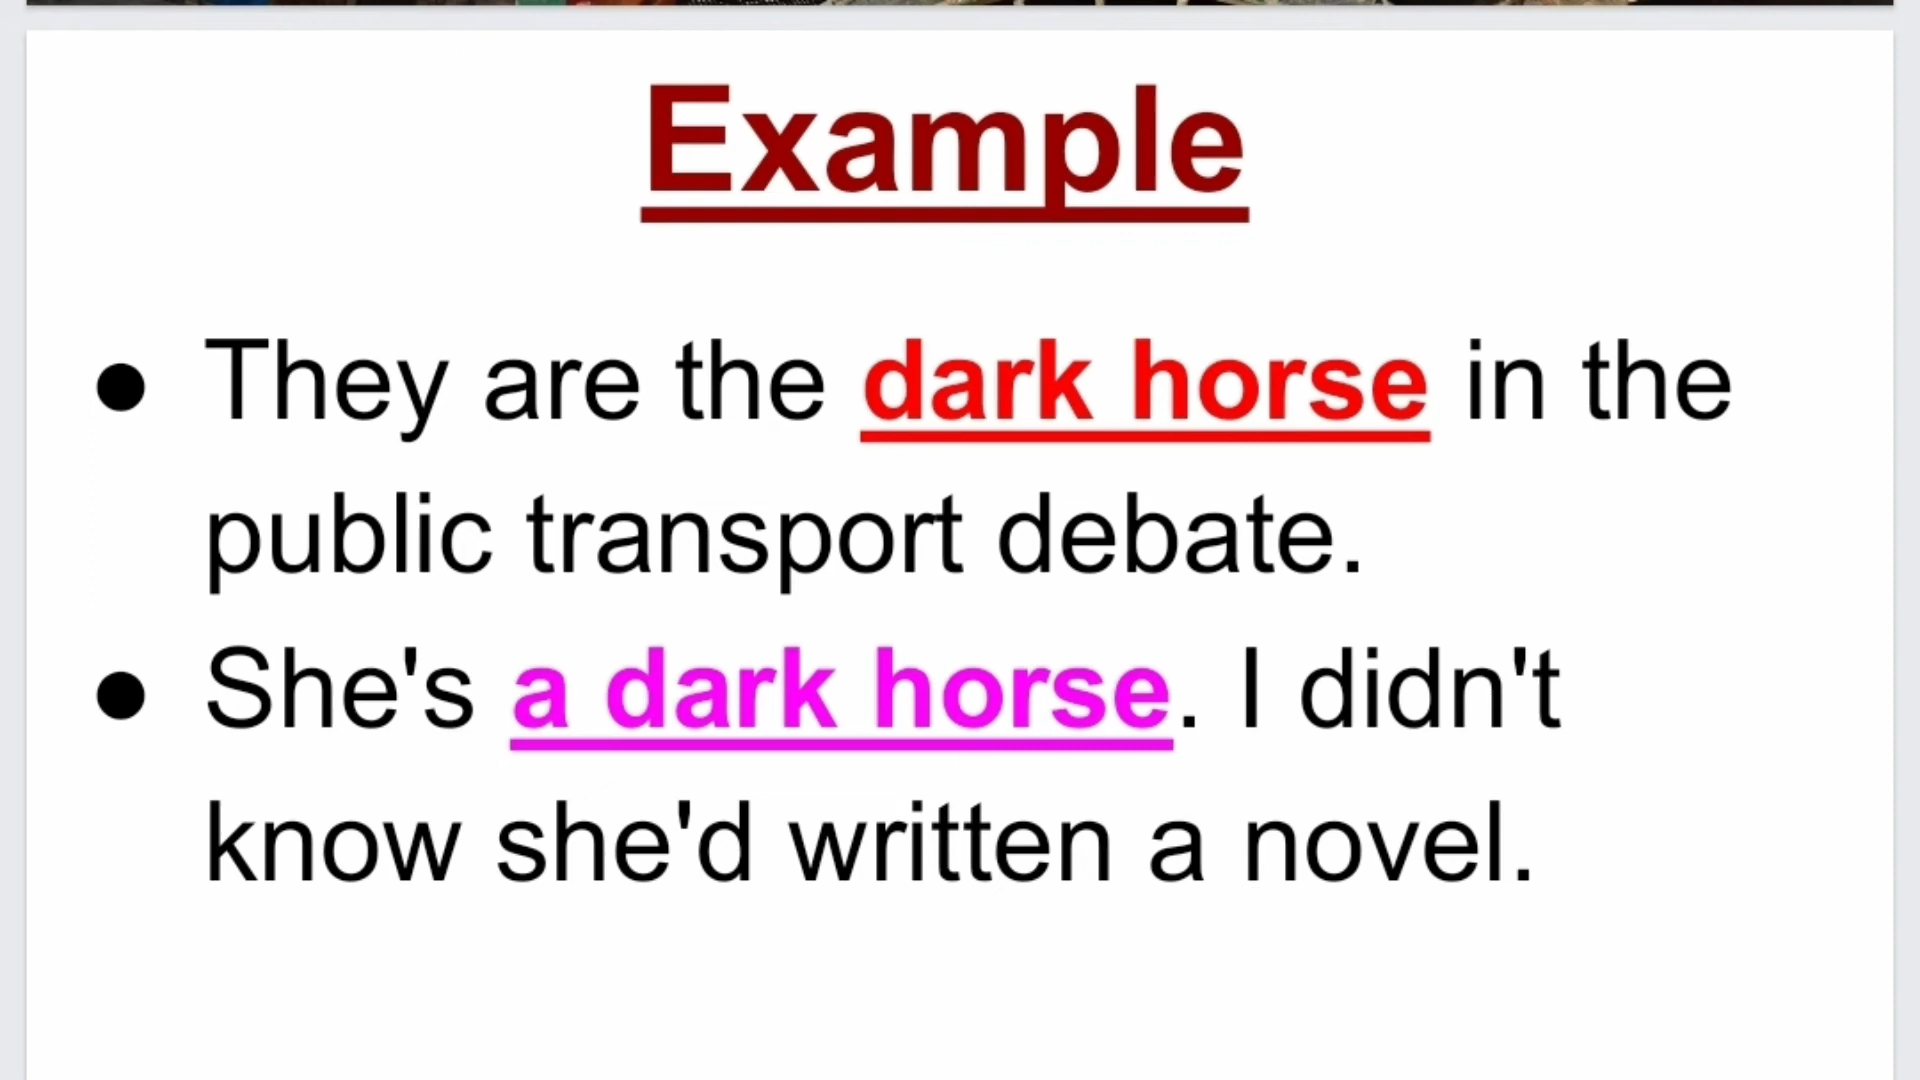 Example
● They are the dark horse in the
public transport debate.
● She's a dark horse. I didn't
know she'd written a novel.